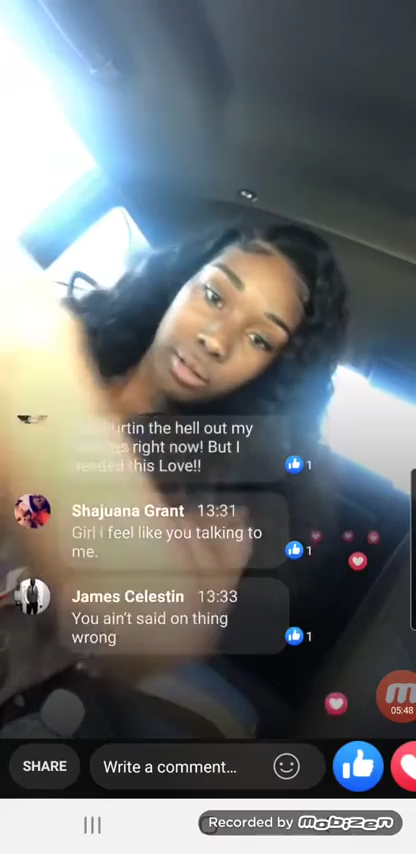 hurtin the hell out my
right now! But I
needed this Love!!
1
Shajuana Grant 13:31
Girl i feel like you talking to
me.
1
James Celestin 13:33
You ain't said on thing
wrong
1
05:48
SHARE
Write a comment...
Recorded by mobizen